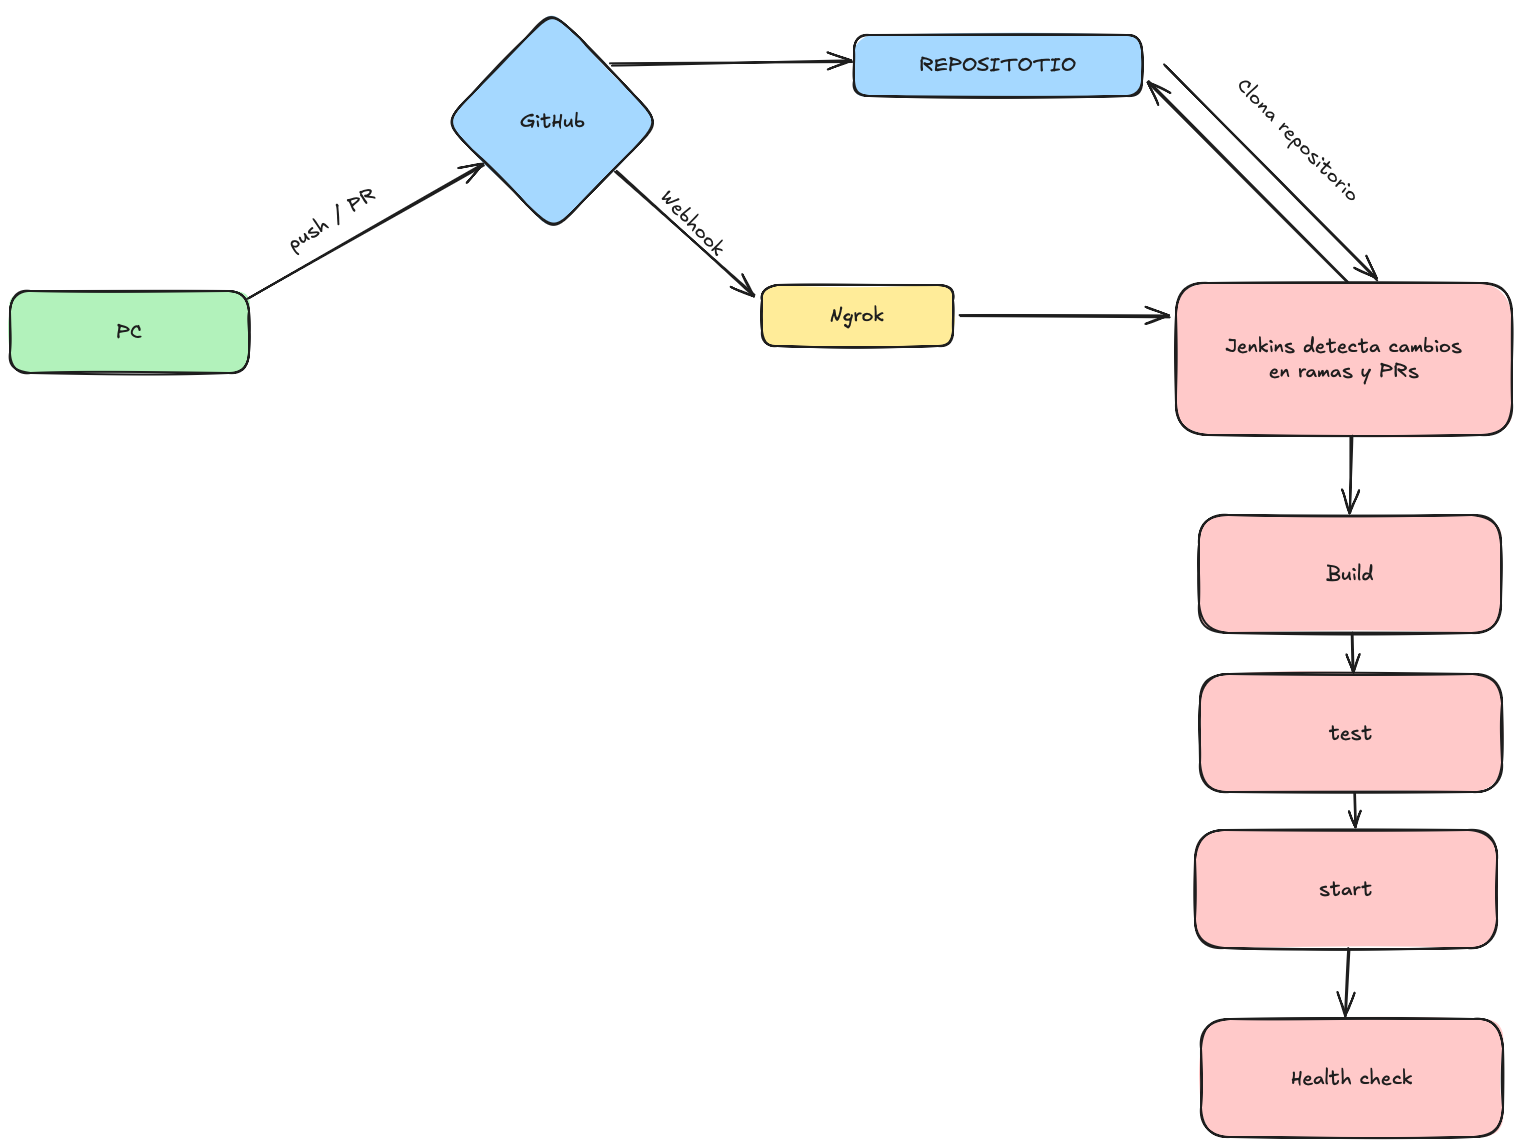 GitHub
REPOSITOTIO
Clona repositorio
push / PR
Webhook
PC
Ngrok
Jenkins detecta cambios
en ramas y PRs
Build
test
start
Health check